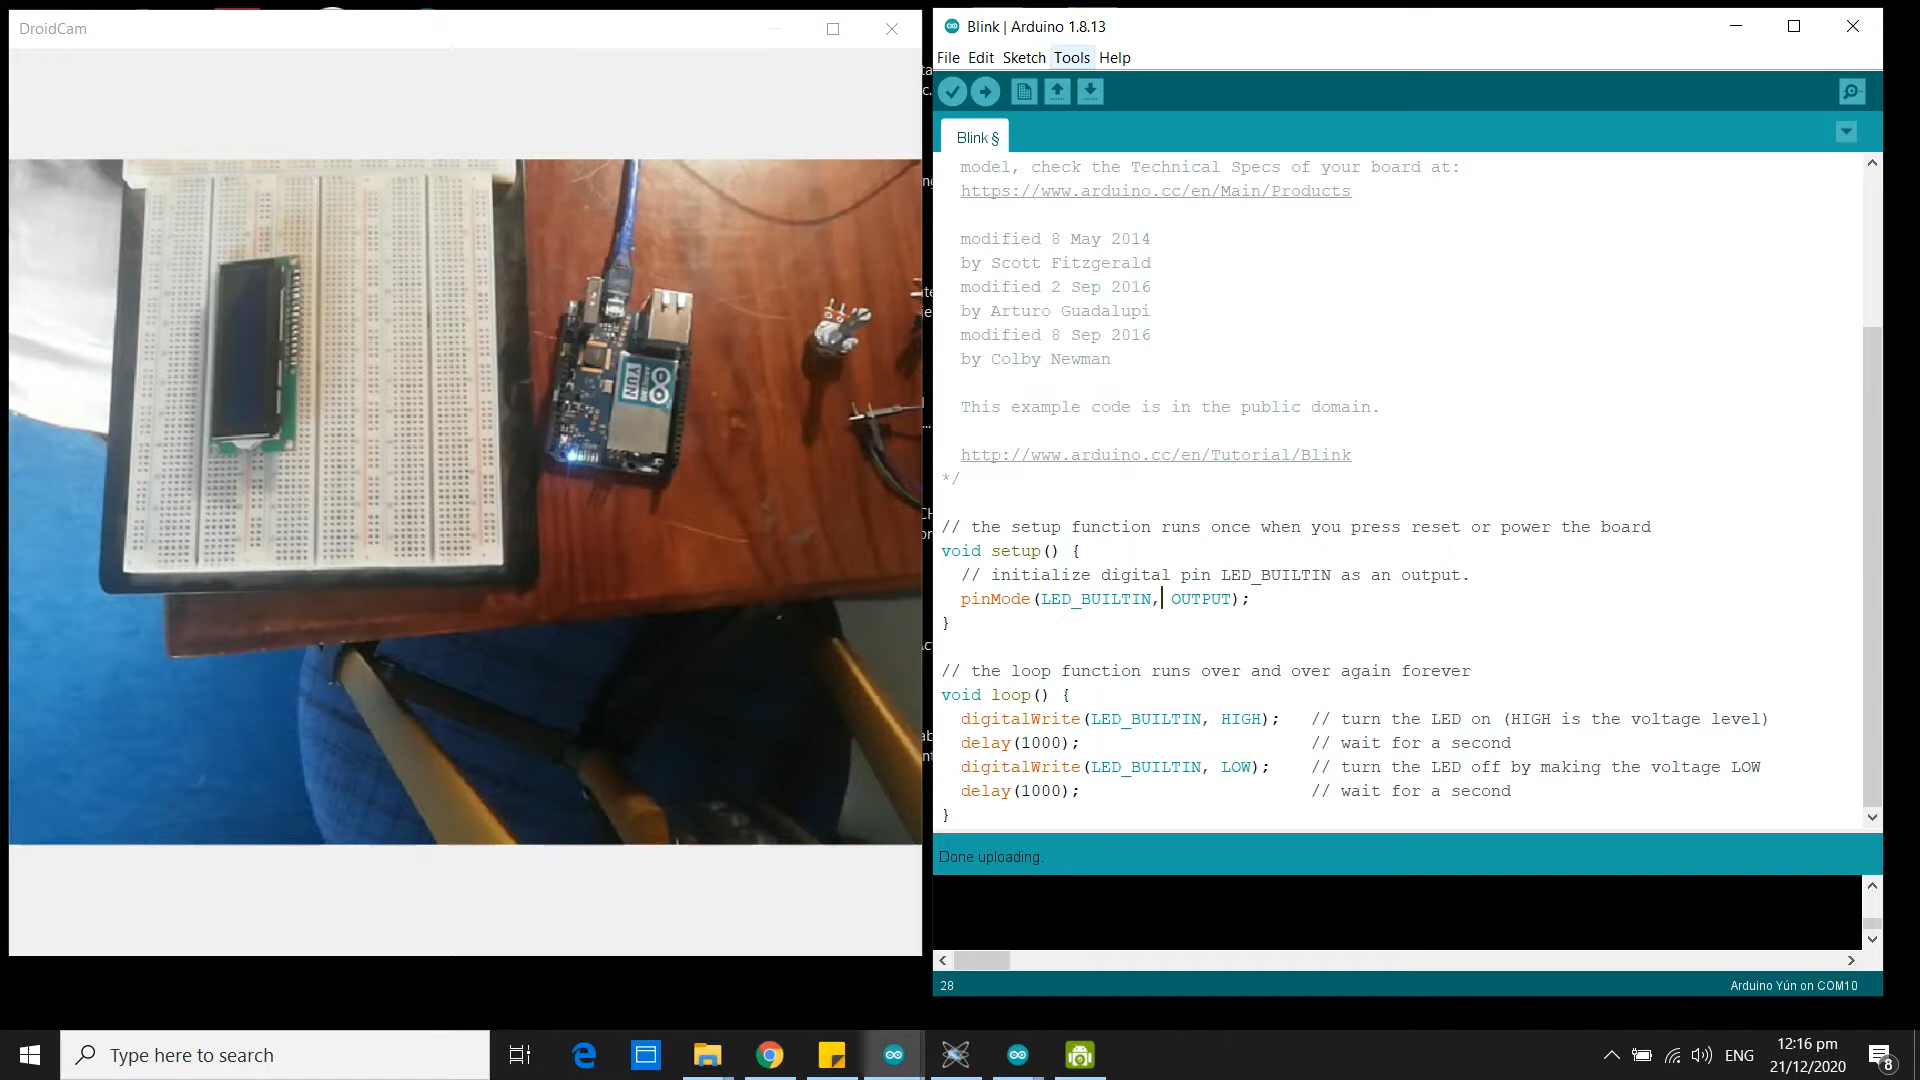 DroidCam
Blink | Arduino 1.8.13
File Edit Sketch Tools Help
Blink §
model, check the Technical Specs of your board at:
https://www.arduino.cc/en/Main/Products
modified 8 May 2014
by Scott Fitzgerald
modified 2 Sep 2016
by Arturo Guadalupi
modified 8 Sep 2016
by Colby Newman
This example code is in the public domain.
http://www.arduino.cc/en/Tutorial/Blink
*/
// the setup function runs once when you press reset or power the board
void setup() {
// initialize digital pin LED_BUILTIN as an output.
pinMode(LED_BUILTIN, OUTPUT);
}
// the loop function runs over and over again forever
void loop() {
digitalWrite(LED_BUILTIN, HIGH);   // turn the LED on (HIGH is the voltage level)
delay(1000);                       // wait for a second
digitalWrite(LED_BUILTIN, LOW);    // turn the LED off by making the voltage LOW
delay(1000);                       // wait for a second
}
Done uploading.
28
Arduino Yún on COM10
YUN
Type here to search
ENG
12:16 pm
21/12/2020
8